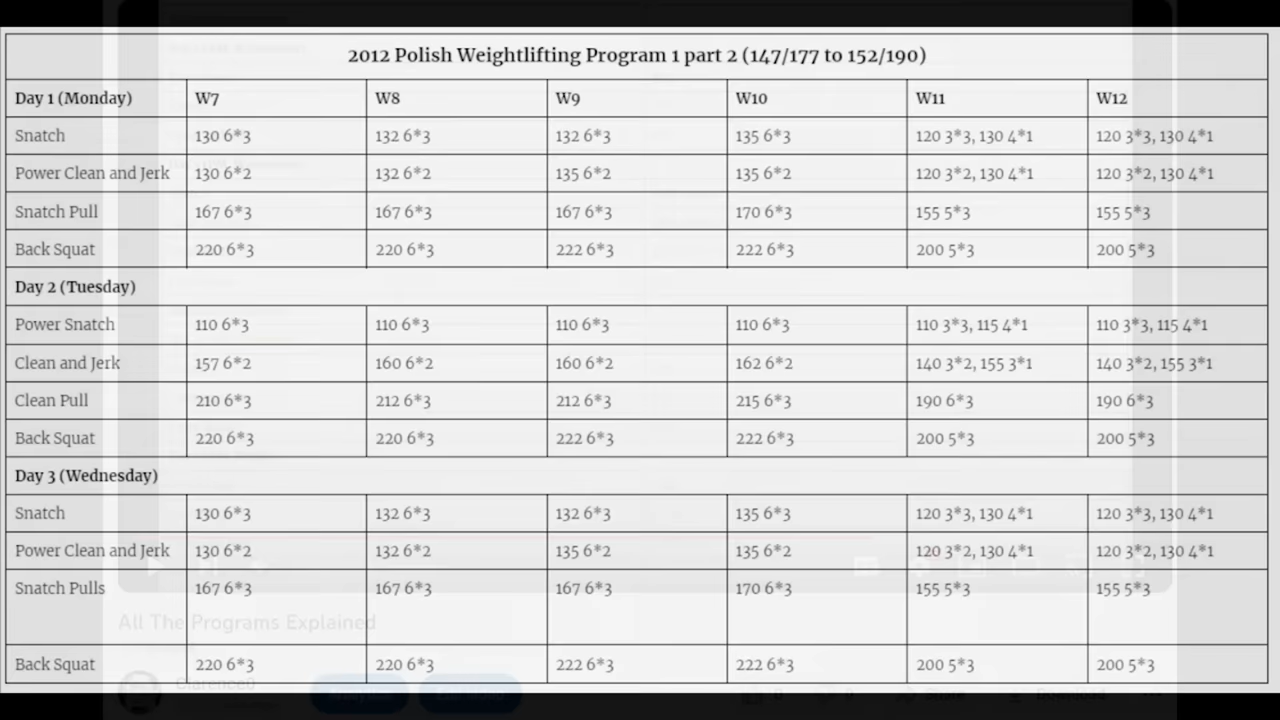 2012 Polish Weightlifting Program 1 part 2 (147/177 to 152/190)
Day 1 (Monday) W7 W8 W9 W10 W11 W12
Snatch 130 6*3 132 6*3 132 6*3 135 6*3 120 3*3, 130 4*1 120 3*3, 130 4*1
Power Clean and Jerk 130 6*2 132 6*2 135 6*2 135 6*2 120 3*2, 130 4*1 120 3*2, 130 4*1
Snatch Pull 167 6*3 167 6*3 167 6*3 170 6*3 155 5*3 155 5*3
Back Squat 220 6*3 220 6*3 222 6*3 222 6*3 200 5*3 200 5*3
Day 2 (Tuesday)
Power Snatch 110 6*3 110 6*3 110 6*3 110 6*3 110 3*3, 115 4*1 110 3*3, 115 4*1
Clean and Jerk 157 6*2 160 6*2 160 6*2 162 6*2 140 3*2, 155 3*1 140 3*2, 155 3*1
Clean Pull 210 6*3 212 6*3 212 6*3 215 6*3 190 6*3 190 6*3
Back Squat 220 6*3 220 6*3 222 6*3 222 6*3 200 5*3 200 5*3
Day 3 (Wednesday)
Snatch 130 6*3 132 6*3 132 6*3 135 6*3 120 3*3, 130 4*1 120 3*3, 130 4*1
Power Clean and Jerk 130 6*2 132 6*2 135 6*2 135 6*2 120 3*2, 130 4*1 120 3*2, 130 4*1
Snatch Pulls 167 6*3 167 6*3 167 6*3 170 6*3 155 5*3 155 5*3
All The Programs Explained
Back Squat 220 6*3 220 6*3 222 6*3 222 6*3 200 5*3 200 5*3
Clarence0
0 0 Share Download